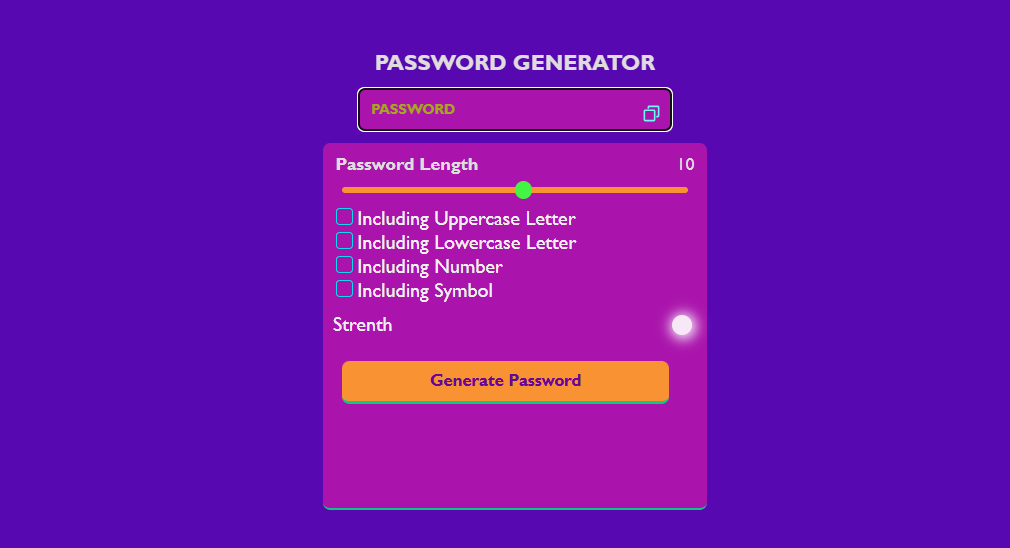 PASSWORD GENERATOR
PASSWORD
Password Length 10
Including Uppercase Letter
Including Lowercase Letter
Including Number
Including Symbol
Strenth
Generate Password